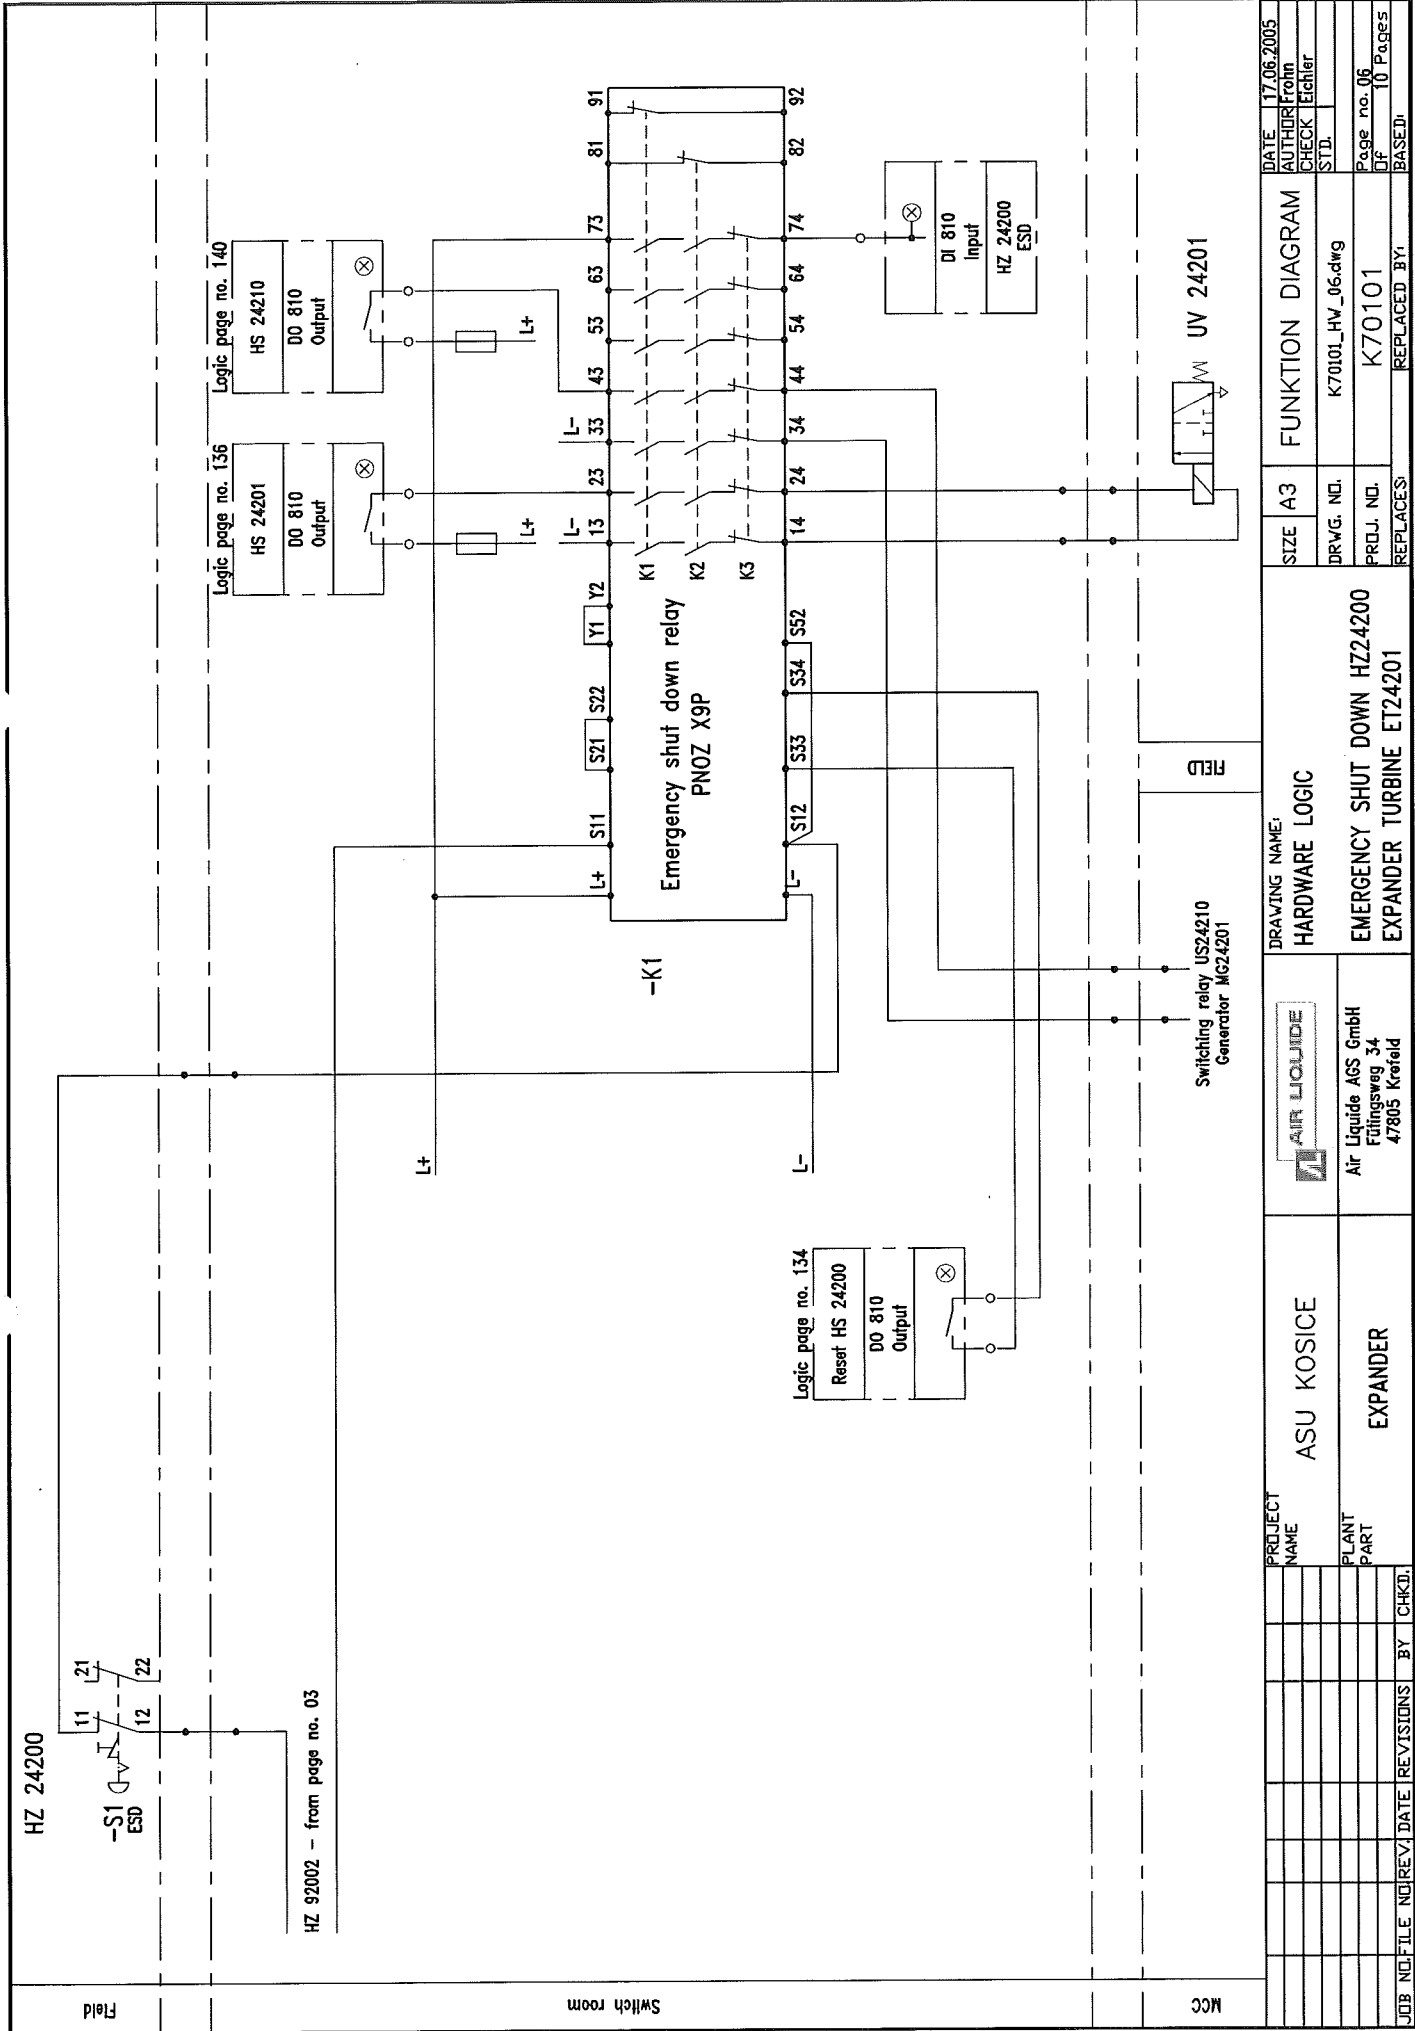 HZ 24200
-S1
ESD
11
21
12
22
HZ 92002 - from page no. 03
Field
Switch room
MCC
Logic page no. 136
HS 24201
DO 810
Output
Logic page no. 140
HS 24210
DO 810
Output
L+
L+
L+
L-
L-
L+
S11
S21
S22
Y1
Y2
13
23
33
43
53
63
73
81
91
-K1
Emergency shut down relay
PNOZ X9P
K1
K2
K3
L-
S12
S33
S34
S52
14
24
34
44
54
64
74
82
92
L-
Logic page no. 134
Reset HS 24200
DO 810
Output
DI 810
Input
HZ 24200
ESD
Switching relay US24210
Generator MG24201
FIELD
UV 24201
JOB NO.
FILE NO.
REV.
DATE
REVISIONS
BY
CHKD.
PROJECT
NAME
ASU KOSICE
PLANT
PART
EXPANDER
AIR LIQUIDE
Air Liquide AGS GmbH
Fütingsweg 34
47805 Krefeld
DRAWING NAME:
HARDWARE LOGIC
EMERGENCY SHUT DOWN HZ24200
EXPANDER TURBINE ET24201
SIZE
A3
FUNKTION DIAGRAM
DRWG. NO.
K70101_HW_06.dwg
PROJ. NO.
K70101
REPLACES:
REPLACED BY:
BASED:
DATE 17.06.2005
AUTHOR Frohn
CHECK Eichler
STD.
Page no. 06
Of 10 Pages